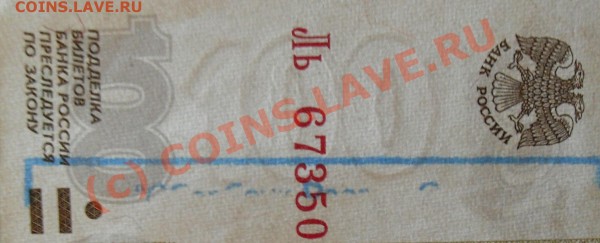 COINS.LAVE.RU
ПОДДЕЛКА
БИЛЕТОВ
БАНКА РОССИИ
ПРЕСЛЕДУЕТСЯ
ПО ЗАКОНУ
100
Ль 67350
БАНК РОССИИ
(c) COINS.LAVE.RU
COINS.LAVE.RU